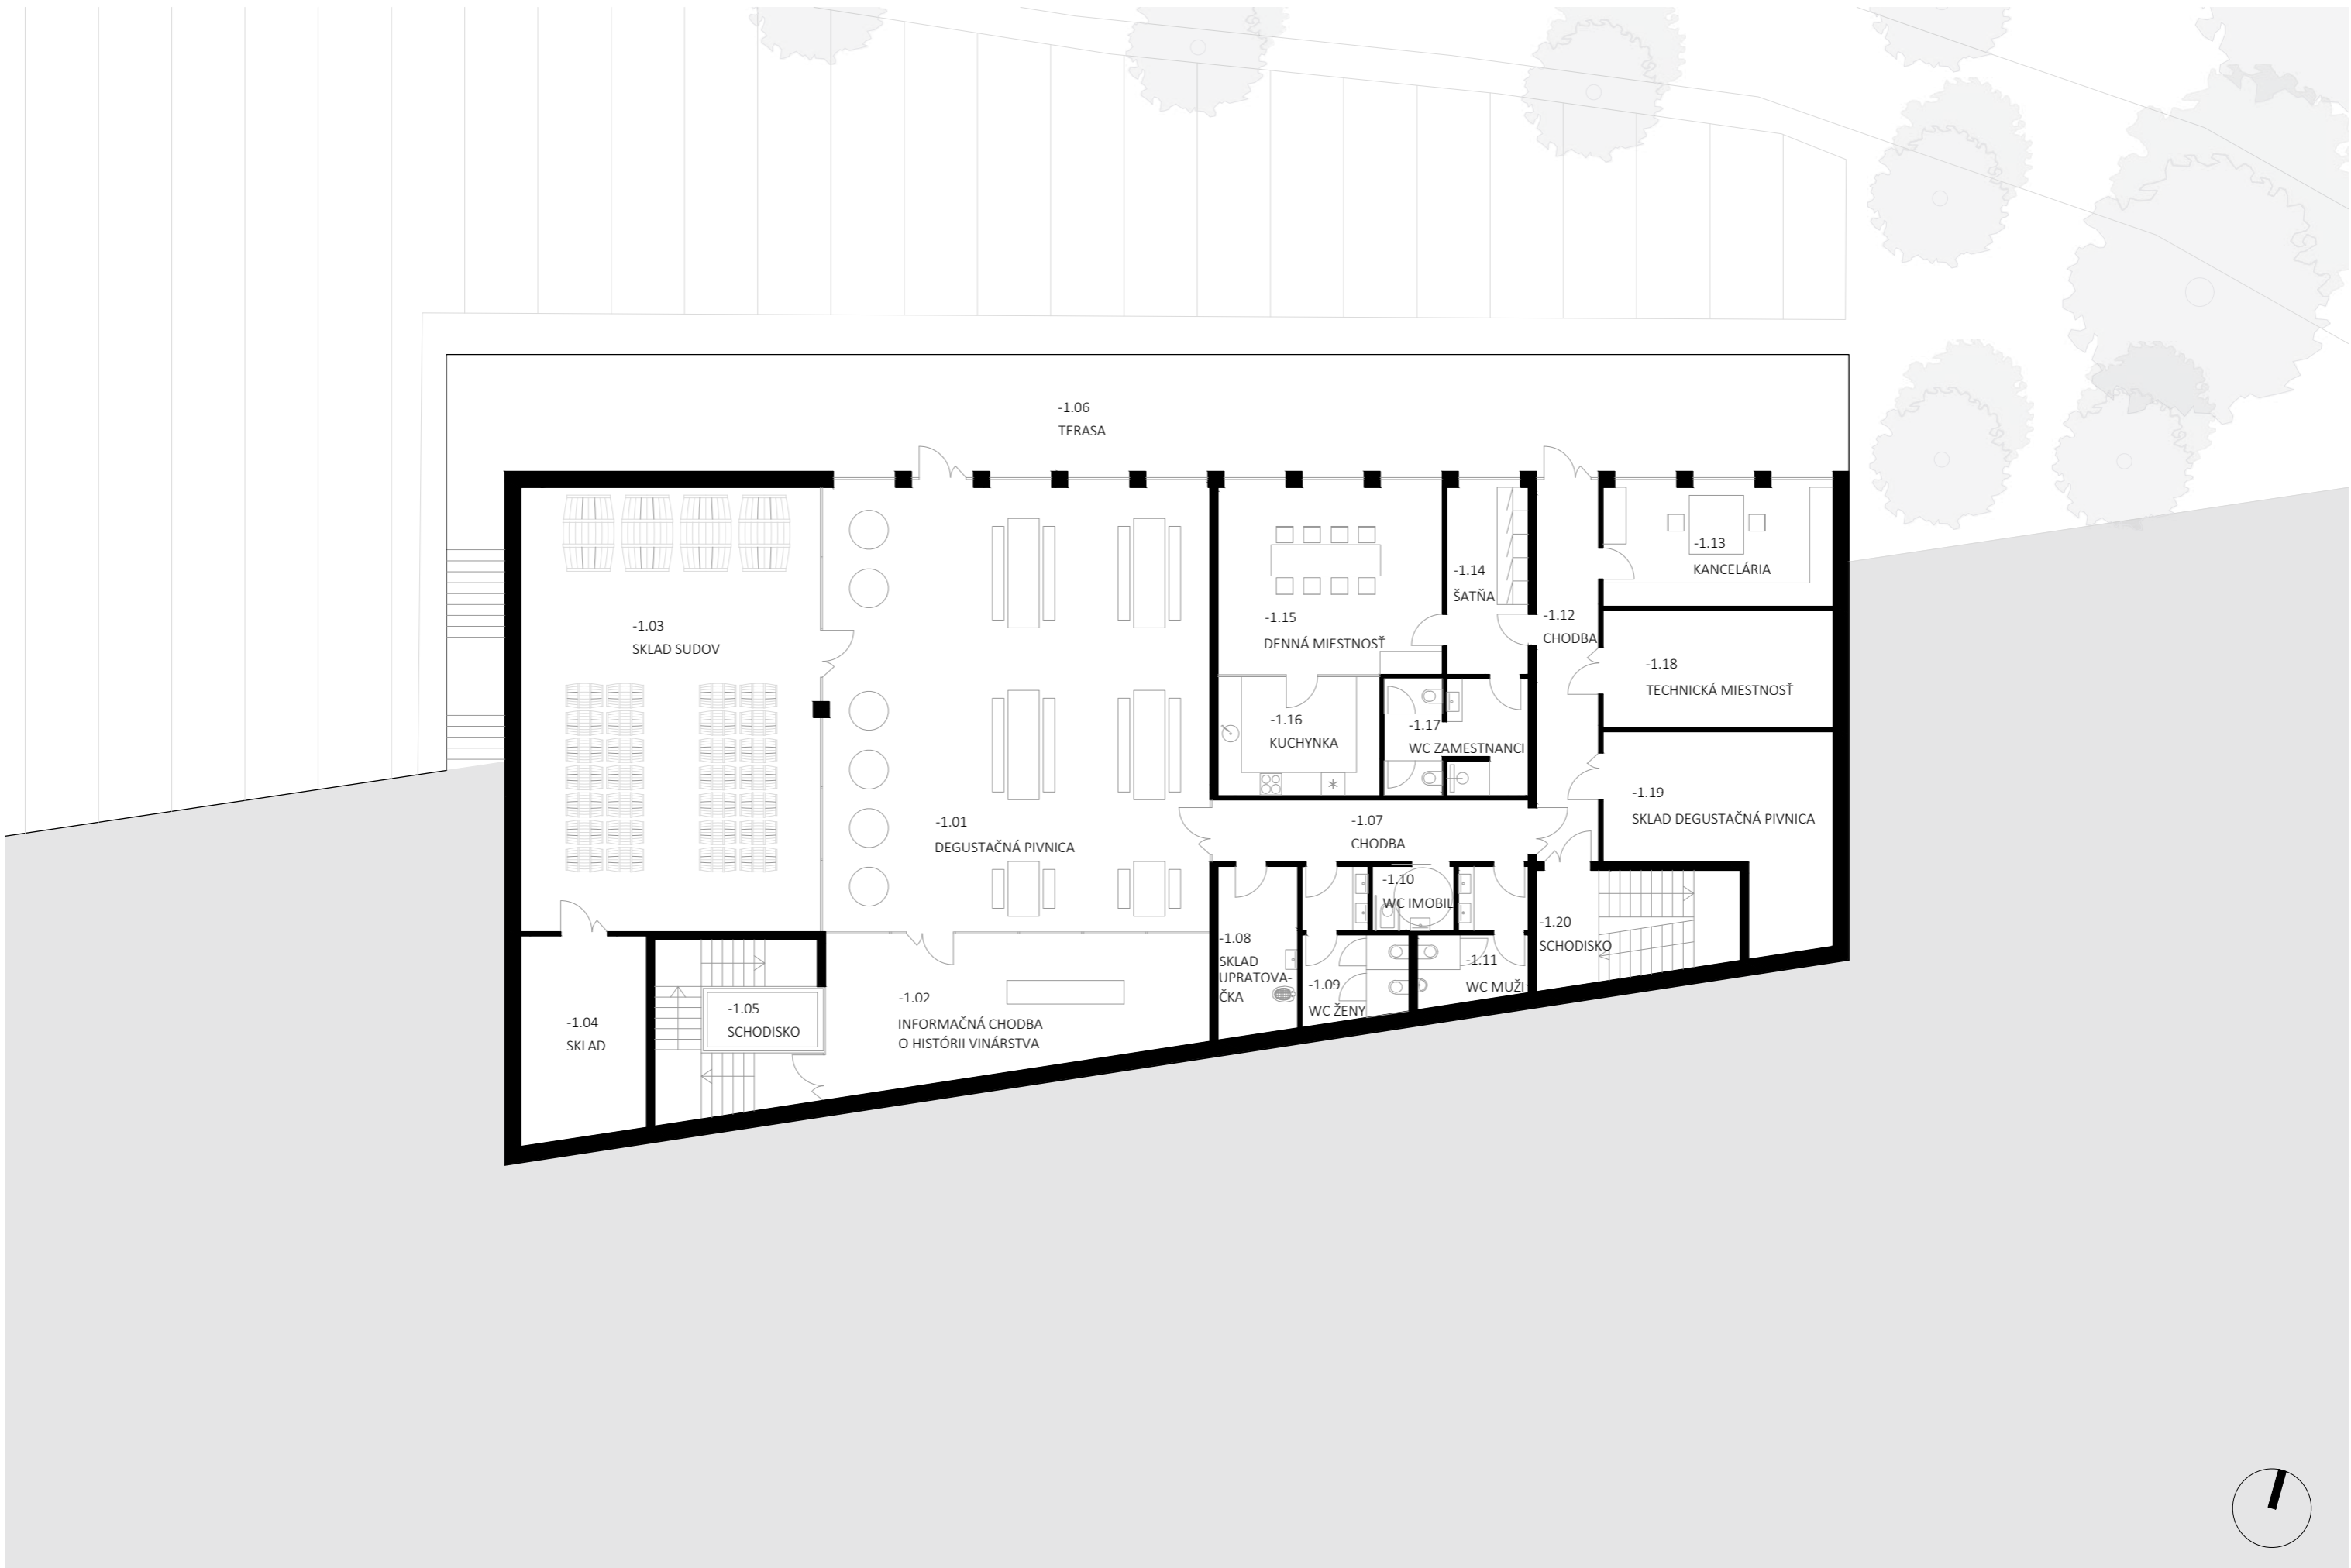 -1.06
TERASA
-1.03
SKLAD SUDOV
-1.15
DENNÁ MIESTNOSŤ
-1.14
ŠATŇA
-1.12
CHODBA
-1.13
KANCELÁRIA
-1.18
TECHNICKÁ MIESTNOSŤ
-1.16
KUCHYNKA
-1.17
WC ZAMESTNANCI
-1.19
SKLAD DEGUSTAČNÁ PIVNICA
-1.01
DEGUSTAČNÁ PIVNICA
-1.07
CHODBA
-1.10
WC IMOBIL
-1.20
SCHODISKO
-1.08
SKLAD
UPRATOVA-
ČKA
-1.09
WC ŽENY
-1.11
WC MUŽI
-1.02
INFORMAČNÁ CHODBA
O HISTÓRII VINÁRSTVA
-1.05
SCHODISKO
-1.04
SKLAD